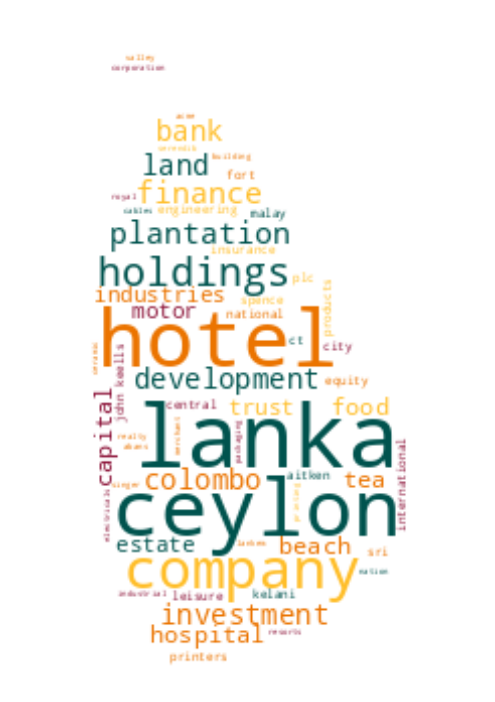 valley
corporation
acme
bank
serendib
building
land
fort
royal
finance
cables
engineering
malay
plantation
insurance
holdings
plc
industries
spence
products
motor
national
hotel
ct
city
ceramic
john keells
development
equity
capital
central
trust
food
lanka
merchant
packaging
realty
abans
international
colombo
aitken
tea
singer
electricals
printing
ceylon
estate
lankem
beach
sri
company
nation
industrial
leisure
kelani
investment
hospital
resorts
printers